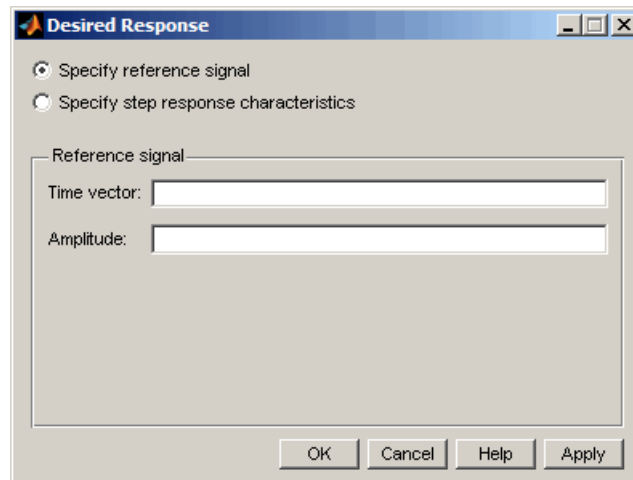 Desired Response
Specify reference signal
Specify step response characteristics
Reference signal
Time vector:
Amplitude:
OK Cancel Help Apply